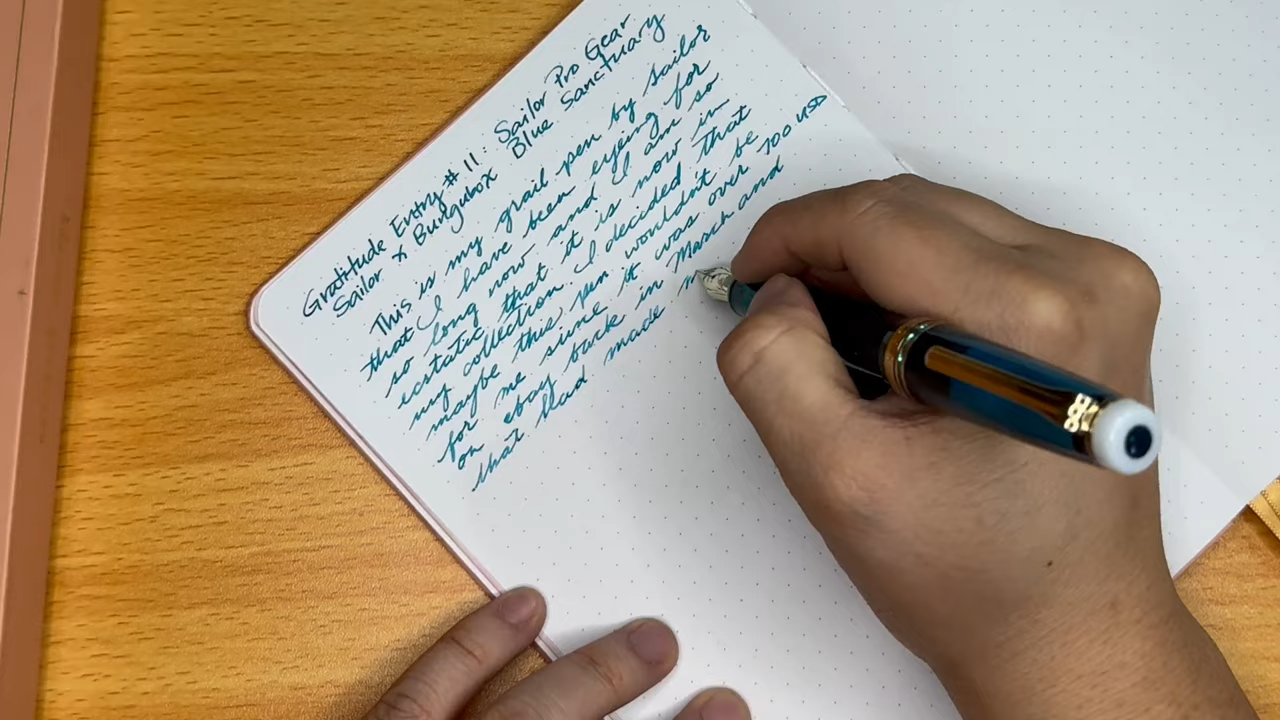 Gratitude Entry #11: Sailor Pro Gear
Sailor x Bungubox Blue Sanctuary
This is my grail pen by Sailor
that I have been eyeing for
so long now and I am so
ecstatic that it is now in
my collection. I decided that
maybe this pen wouldn't be
for me since it was over 700 USD
on ebay back in March and
that had made m